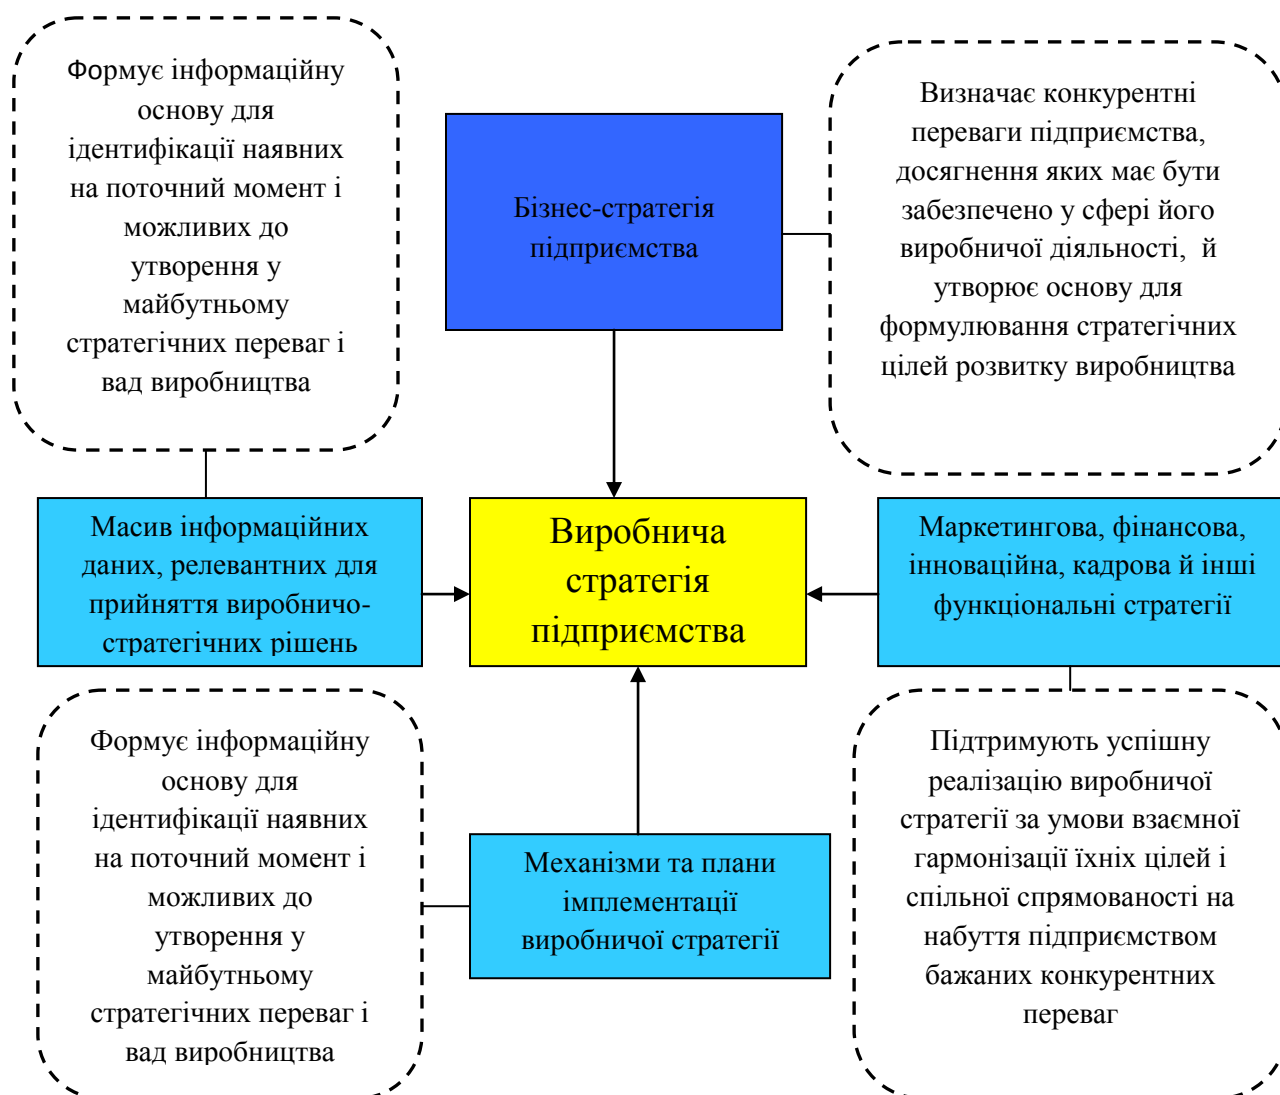 Формує інформаційну
основу для
ідентифікації наявних
на поточний момент і
можливих до
утворення у
майбутньому
стратегічних переваг і
вад виробництва
Бізнес-стратегія
підприємства
Визначає конкурентні
переваги підприємства,
досягнення яких має бути
забезпечено у сфері його
виробничої діяльності, й
утворює основу для
формулювання стратегічних
цілей розвитку виробництва
Масив інформаційних
даних, релевантних для
прийняття виробничо-
стратегічних рішень
Виробнича
стратегія
підприємства
Маркетингова, фінансова,
інноваційна, кадрова й інші
функціональні стратегії
Формує інформаційну
основу для
ідентифікації наявних
на поточний момент і
можливих до
утворення у
майбутньому
стратегічних переваг і
вад виробництва
Механізми та плани
імплементації
виробничої стратегії
Підтримують успішну
реалізацію виробничої
стратегії за умови взаємної
гармонізації їхніх цілей і
спільної спрямованості на
набуття підприємством
бажаних конкурентних
переваг